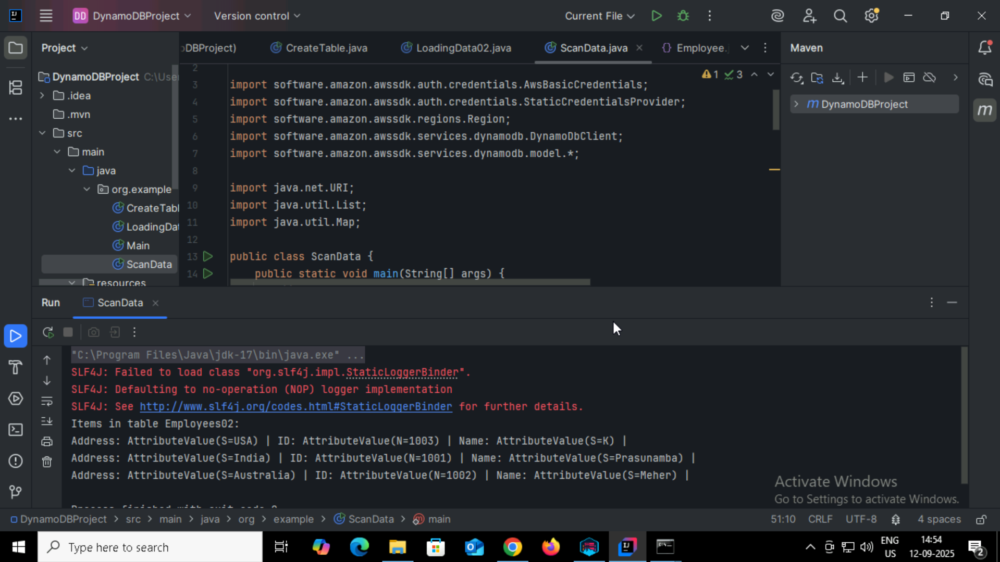 DD DynamoDBProject Version control Current File
Project
oDBProject) CreateTable.java LoadingData02.java ScanData.java Employee.
Maven
DynamoDBProject C:\Use
.idea
.mvn
src
main
java
org.example
CreateTabl
LoadingDat
Main
ScanData
resources
1 3
2
3 import software.amazon.awssdk.auth.credentials.AwsBasicCredentials;
4 import software.amazon.awssdk.auth.credentials.StaticCredentialsProvider;
5 import software.amazon.awssdk.regions.Region;
6 import software.amazon.awssdk.services.dynamodb.DynamoDbClient;
7 import software.amazon.awssdk.services.dynamodb.model.*;
8
9 import java.net.URI;
10 import java.util.List;
11 import java.util.Map;
12
13 public class ScanData {
14 public static void main(String[] args) {
m DynamoDBProject
Run ScanData
"C:\Program Files\Java\jdk-17\bin\java.exe" ...
SLF4J: Failed to load class "org.slf4j.impl.StaticLoggerBinder".
SLF4J: Defaulting to no-operation (NOP) logger implementation
SLF4J: See http://www.slf4j.org/codes.html#StaticLoggerBinder for further details.
Items in table Employees02:
Address: AttributeValue(S=USA) | ID: AttributeValue(N=1003) | Name: AttributeValue(S=K) |
Address: AttributeValue(S=India) | ID: AttributeValue(N=1001) | Name: AttributeValue(S=Prasunamba) |
Address: AttributeValue(S=Australia) | ID: AttributeValue(N=1002) | Name: AttributeValue(S=Meher) |
Process finished with exit code 0
Activate Windows
Go to Settings to activate Windows.
DynamoDBProject > src > main > java > org > example > ScanData > main
51:10 CRLF UTF-8 4 spaces
Type here to search
ENG
US
14:54
12-09-2025
2